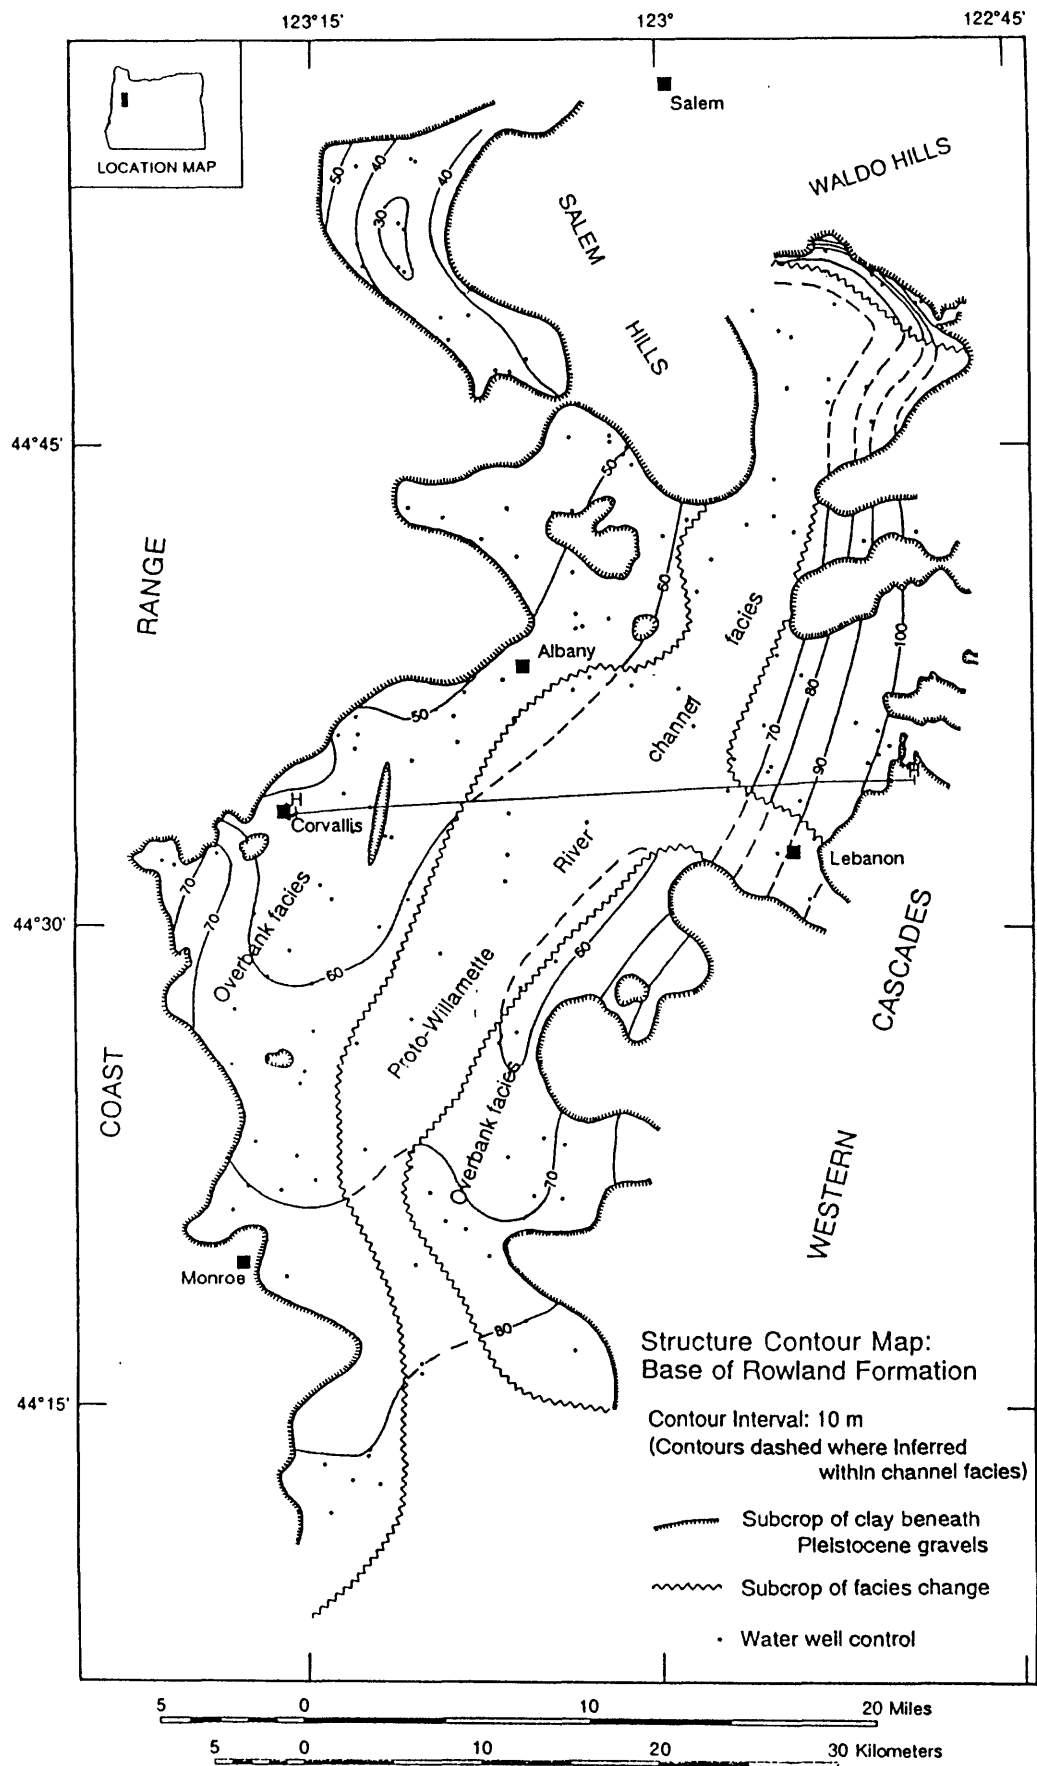 123°15'
123°
122°45'
LOCATION MAP
Salem
WALDO HILLS
SALEM
HILLS
50
40
40
30
44°45'
50
60
RANGE
facies
100
Albany
80
channel
50
70
90
H
H'
Corvallis
River
Lebanon
70
70
Overbank facies
44°30'
60
60
Proto-Willamette
CASCADES
COAST
Overbank facies
70
WESTERN
Monroe
80
Structure Contour Map:
Base of Rowland Formation
44°15'
Contour Interval: 10 m
(Contours dashed where Inferred
within channel facies)
Subcrop of clay beneath
Pleistocene gravels
Subcrop of facies change
Water well control
5 0 10 20 Miles
5 0 10 20 30 Kilometers